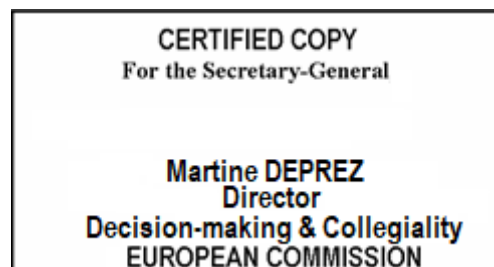 CERTIFIED COPY
For the Secretary-General
Martine DEPREZ
Director
Decision-making & Collegiality
EUROPEAN COMMISSION